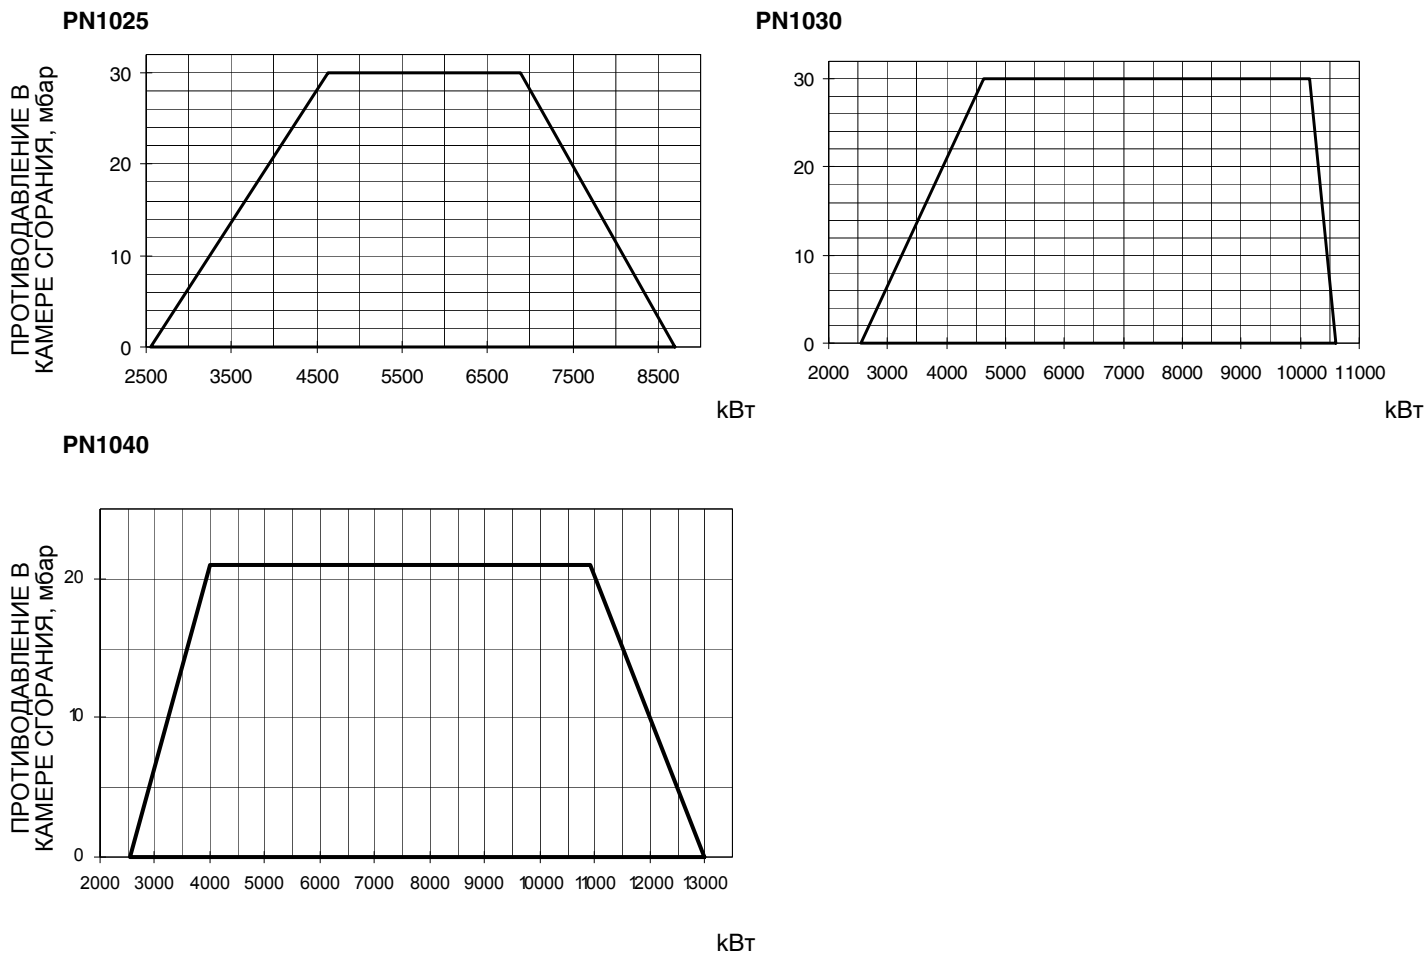 PN1025
ПРОТИВОДАВЛЕНИЕ В
КАМЕРЕ СГОРАНИЯ, мбар
30
20
10
0
2500 3500 4500 5500 6500 7500 8500
kВт
PN1030
30
20
10
0
2000 3000 4000 5000 6000 7000 8000 9000 10000 11000
kВт
PN1040
ПРОТИВОДАВЛЕНИЕ В
КАМЕРЕ СГОРАНИЯ, мбар
20
10
0
2000 3000 4000 5000 6000 7000 8000 9000 10000 11000 12000 13000
kВт